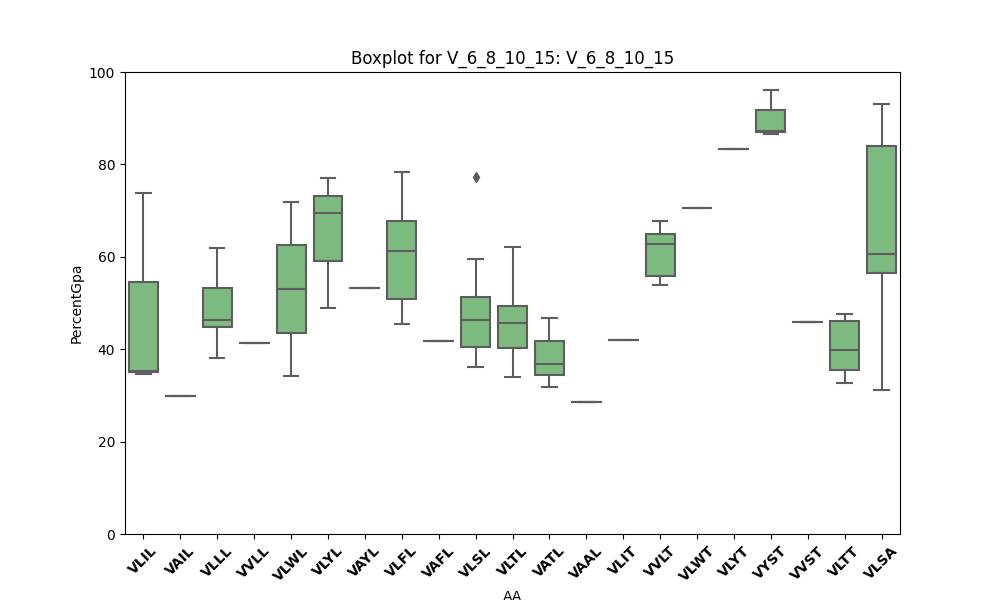 Boxplot for V_6_8_10_15: V_6_8_10_15
100
80
60
40
20
0
PercentGpa
VLIL VAIL VLLL VVLL VLWL VLYL VAYL VLFL VAFL VLSL VLTL VATL VAAL VLIT VVLT VLWT VLYT VYST VVST VLTT VLSA
AA